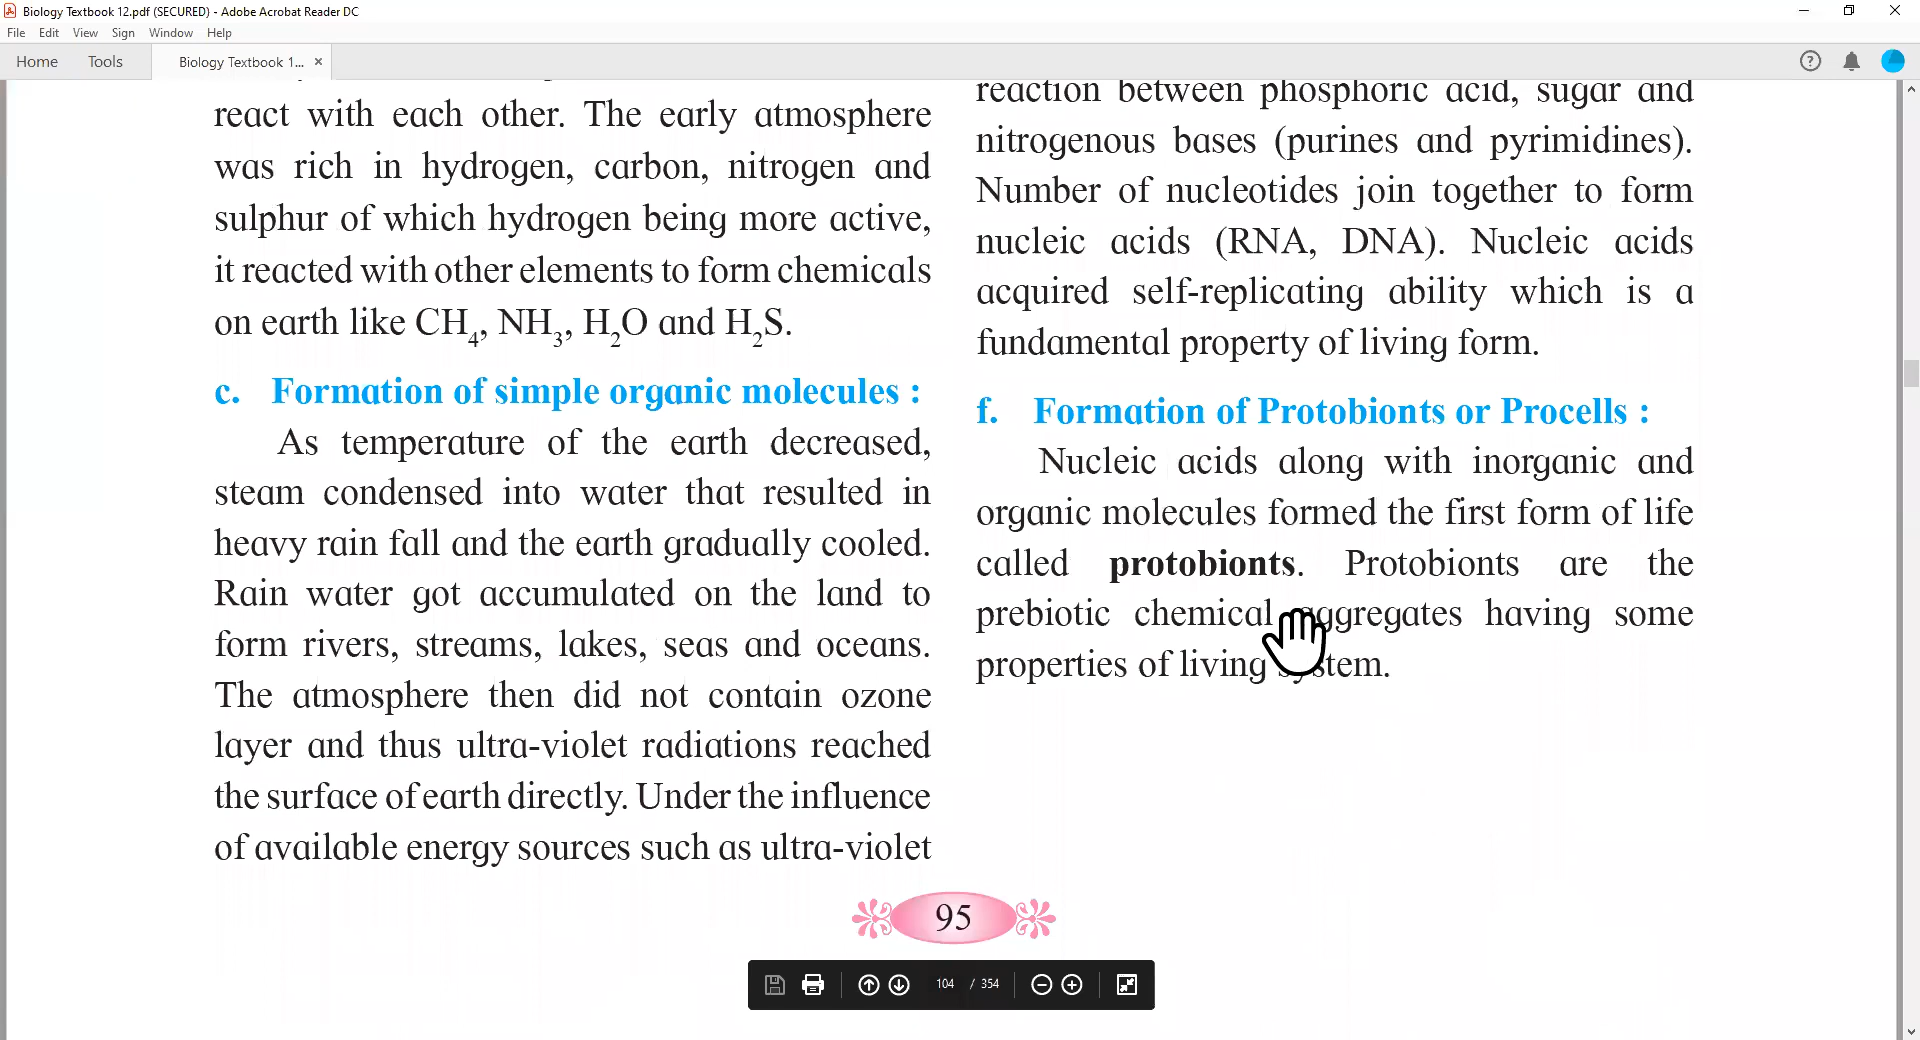 Biology Textbook 12.pdf (SECURED) - Adobe Acrobat Reader DC
File Edit View Sign Window Help
Home Tools Biology Textbook 1... ×
react with each other. The early atmosphere
was rich in hydrogen, carbon, nitrogen and
sulphur of which hydrogen being more active,
it reacted with other elements to form chemicals
on earth like CH₄, NH₃, H₂O and H₂S.
c. Formation of simple organic molecules :
As temperature of the earth decreased,
steam condensed into water that resulted in
heavy rain fall and the earth gradually cooled.
Rain water got accumulated on the land to
form rivers, streams, lakes, seas and oceans.
The atmosphere then did not contain ozone
layer and thus ultra-violet radiations reached
the surface of earth directly. Under the influence
of available energy sources such as ultra-violet
reaction between phosphoric acid, sugar and
nitrogenous bases (purines and pyrimidines).
Number of nucleotides join together to form
nucleic acids (RNA, DNA). Nucleic acids
acquired self-replicating ability which is a
fundamental property of living form.
f. Formation of Protobionts or Procells :
Nucleic acids along with inorganic and
organic molecules formed the first form of life
called protobionts. Protobionts are the
prebiotic chemical aggregates having some
properties of living system.
95
104 / 354